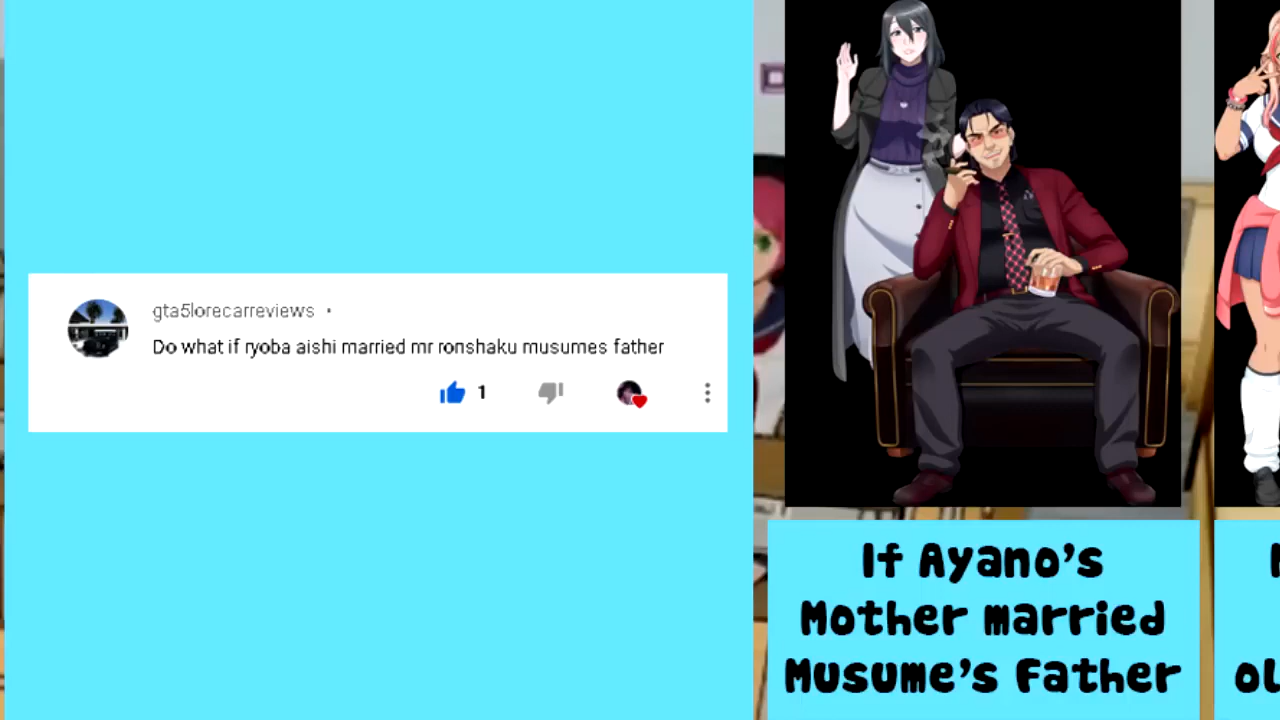 gta5lorecarreviews •
Do what if ryoba aishi married mr ronshaku musumes father
1
If Ayano's
Mother married
Musume's Father